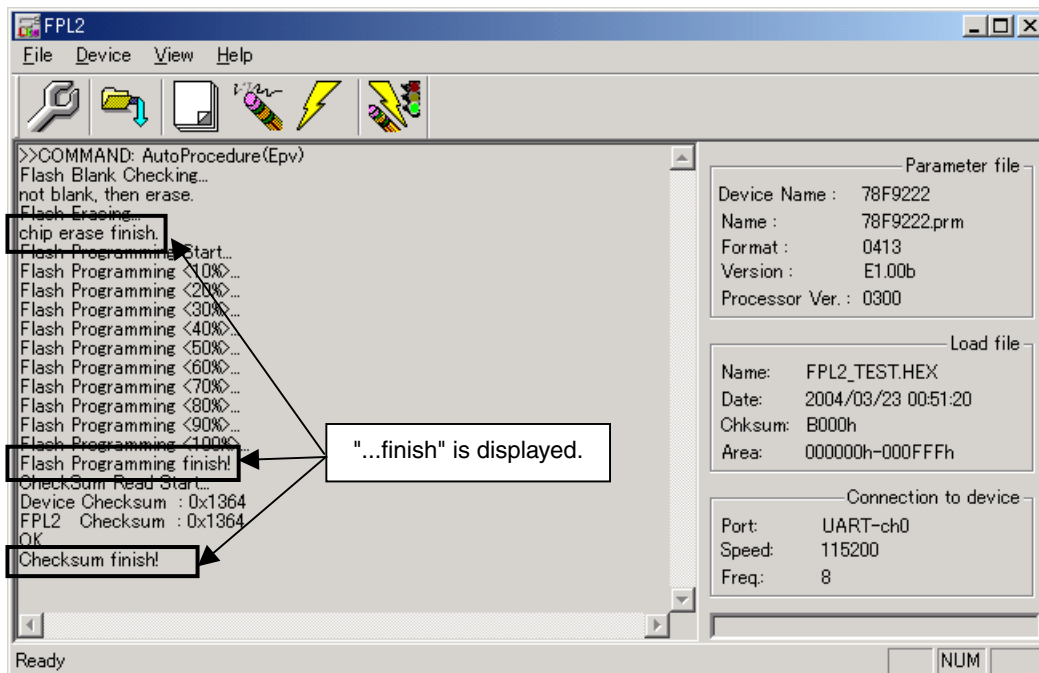 FPL2
File Device View Help
>>COMMAND: AutoProcedure(Epv)
Flash Blank Checking...
not blank, then erase.
Flash Erasing...
chip erase finish.
Flash Programming Start...
Flash Programming <10%>...
Flash Programming <20%>...
Flash Programming <30%>...
Flash Programming <40%>...
Flash Programming <50%>...
Flash Programming <60%>...
Flash Programming <70%>...
Flash Programming <80%>...
Flash Programming <90%>...
Flash Programming <100%>...
Flash Programming finish!
CheckSum Read Start...
Device Checksum : 0x1364
FPL2 Checksum : 0x1364
OK
Checksum finish!
"...finish" is displayed.
Parameter file
Device Name : 78F9222
Name : 78F9222.prm
Format : 0413
Version : E1.00b
Processor Ver. : 0300
Load file
Name: FPL2_TEST.HEX
Date: 2004/03/23 00:51:20
Chksum: B000h
Area: 000000h-000FFFh
Connection to device
Port: UART-ch0
Speed: 115200
Freq.: 8
Ready
NUM